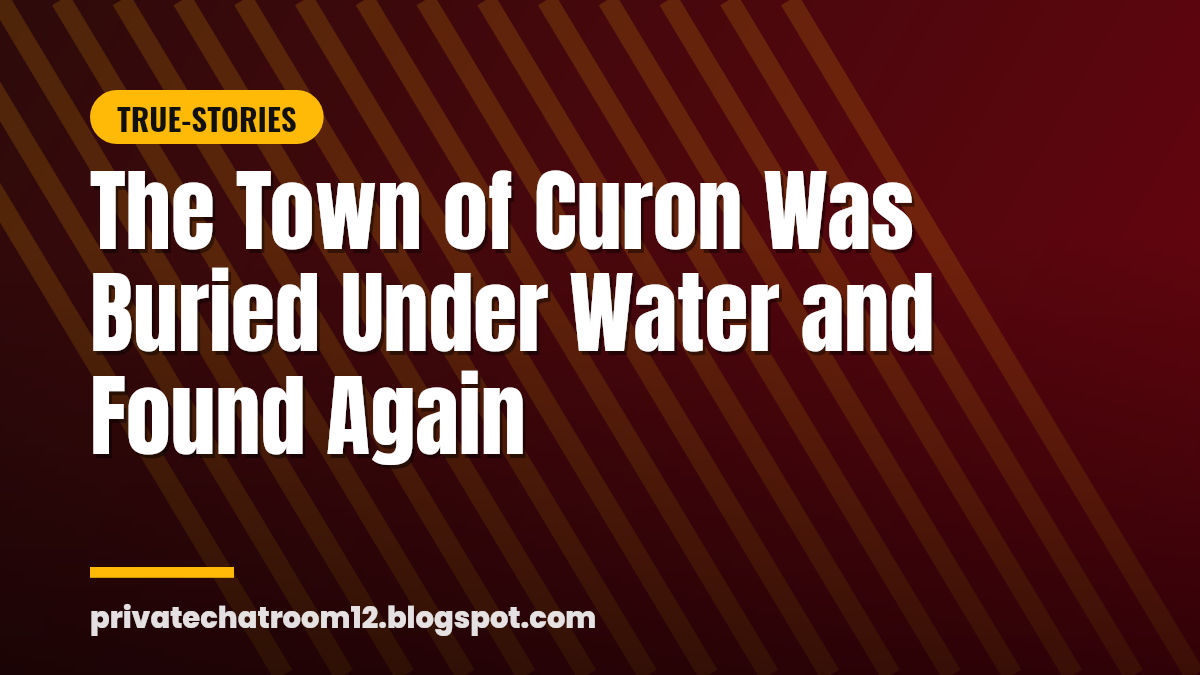 TRUE-STORIES
The Town of Curon Was
Buried Under Water and
Found Again
privatechatroom12.blogspot.com